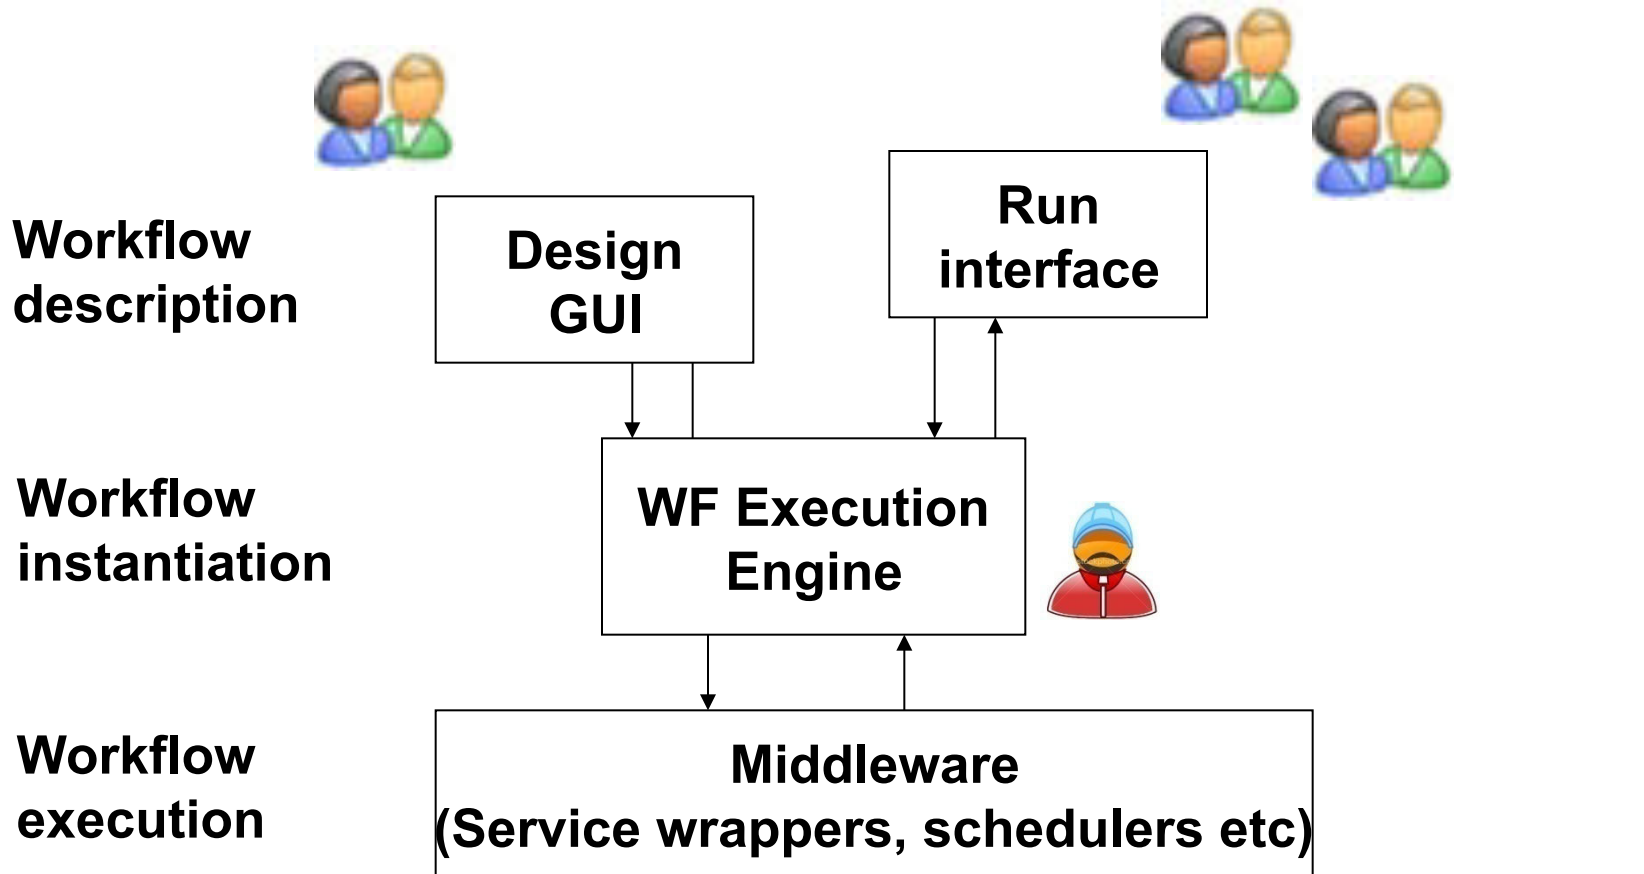 Run
interface
Workflow
description
Design
GUI
Workflow
instantiation
WF Execution
Engine
Workflow
execution
Middleware
(Service wrappers, schedulers etc)